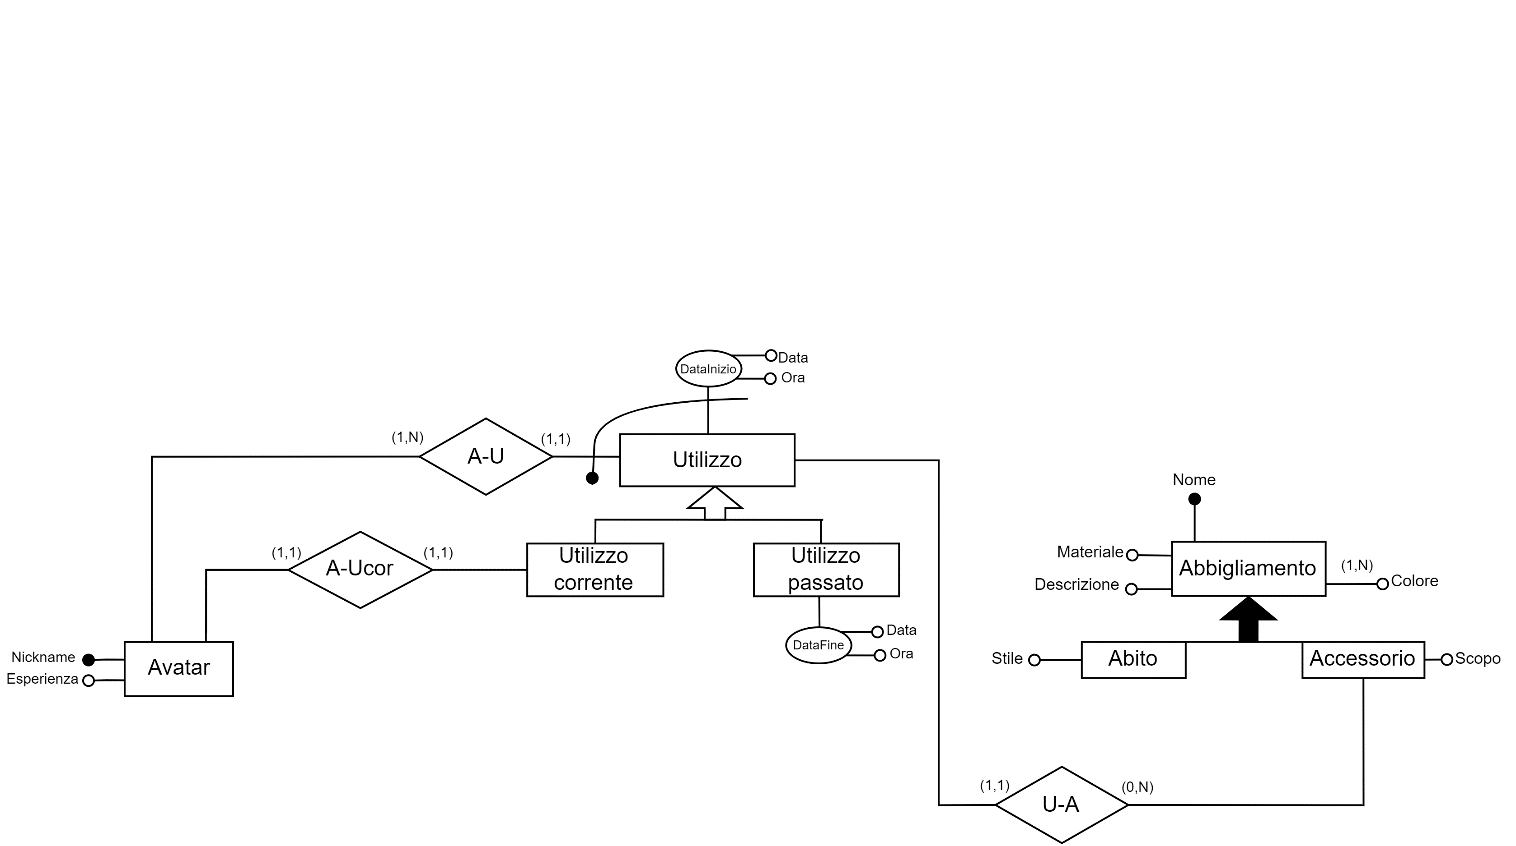 Data
DataInizio
Ora
(1,N)
A-U
(1,1)
Utilizzo
Nome
(1,1)
A-Ucor
(1,1)
Utilizzo
corrente
Utilizzo
passato
Materiale
Descrizione
Abbigliamento
(1,N)
Colore
Data
DataFine
Ora
Nickname
Esperienza
Avatar
Stile
Abito
Accessorio
Scopo
(1,1)
U-A
(0,N)